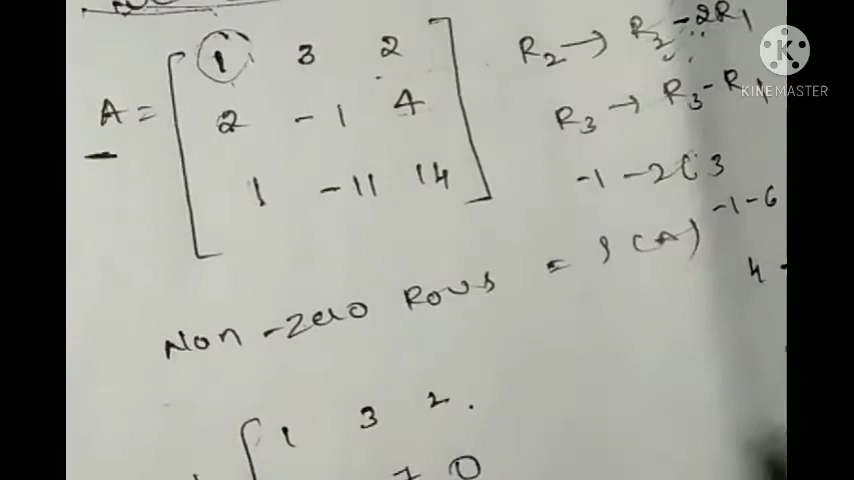 1 3 2 R2 → R2 - 2R1
A = 2 -1 4 R3 → R3 - R1
1 -11 14 -1 -2(3
-1-6
Non-zero Rows = ρ(A)
4 -
1 3 2
7 0
K
KINEMASTER